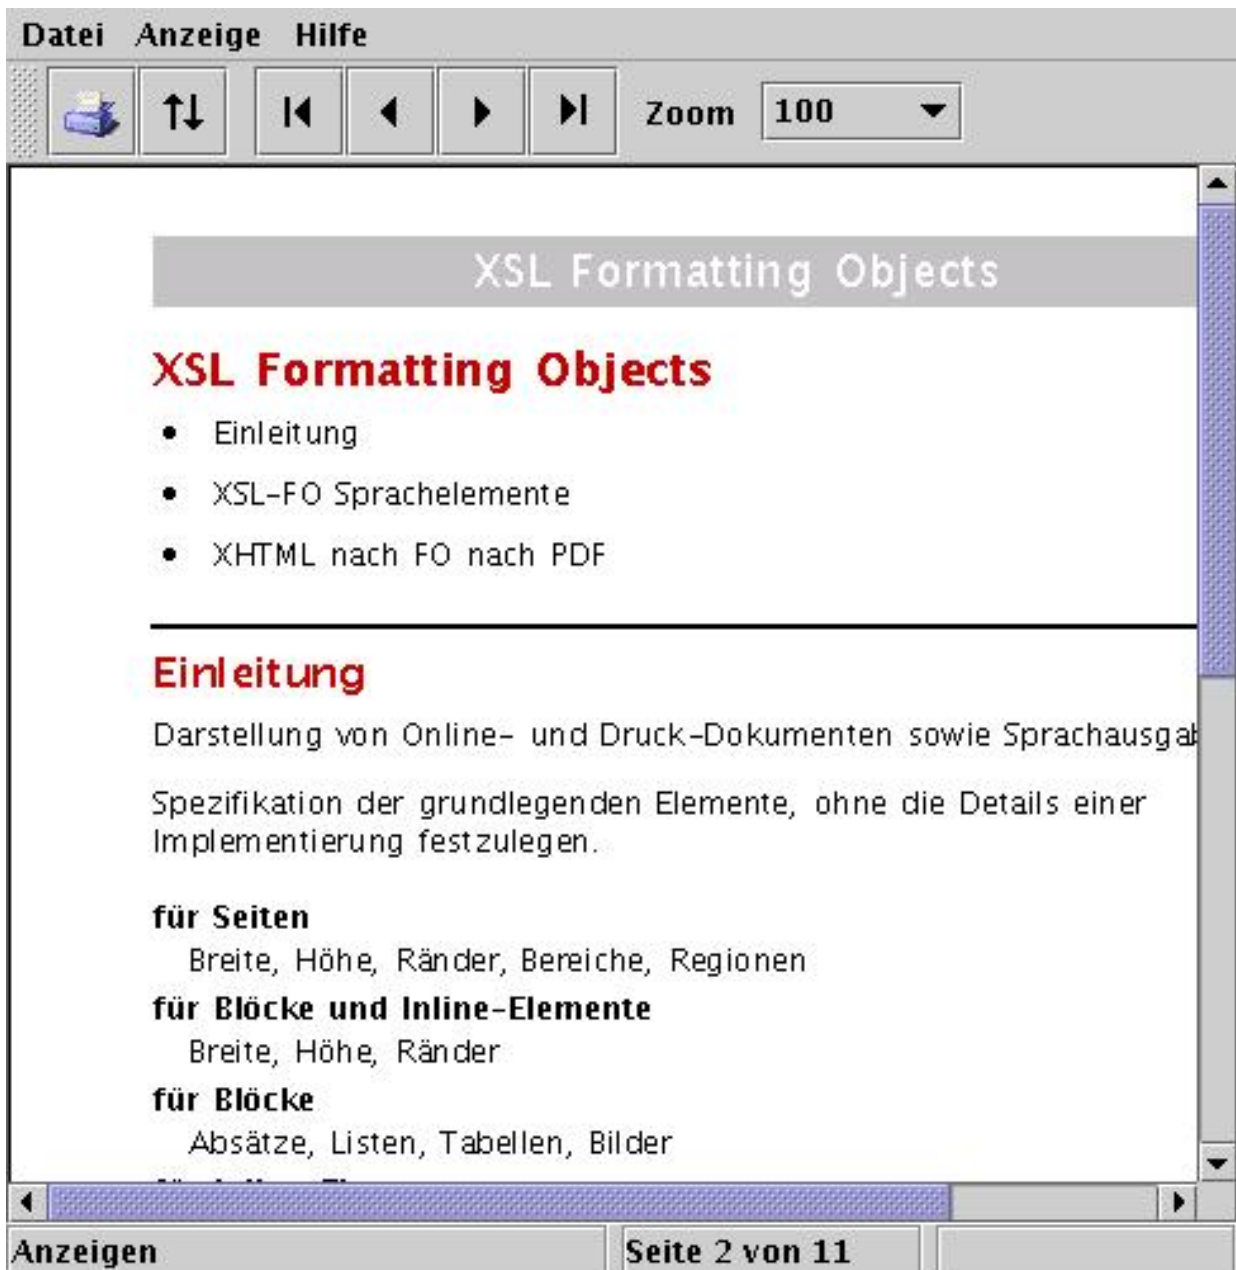 Datei Anzeige Hilfe
Zoom 100
XSL Formatting Objects
XSL Formatting Objects
• Einleitung
• XSL-FO Sprachelemente
• XHTML nach FO nach PDF
Einleitung
Darstellung von Online- und Druck-Dokumenten sowie
Spezifikation der grundlegenden Elemente, ohne die Details einer
Implementierung festzulegen.
für Seiten
Breite, Höhe, Ränder, Bereiche, Regionen
für Blöcke und Inline-Elemente
Breite, Höhe, Ränder
für Blöcke
Absätze, Listen, Tabellen, Bilder
Anzeigen Seite 2 von 11